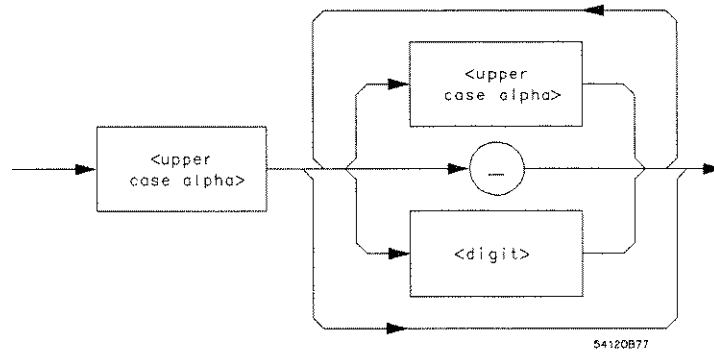 <upper
case alpha>
<upper
case alpha>
_
<digit>
54120B77